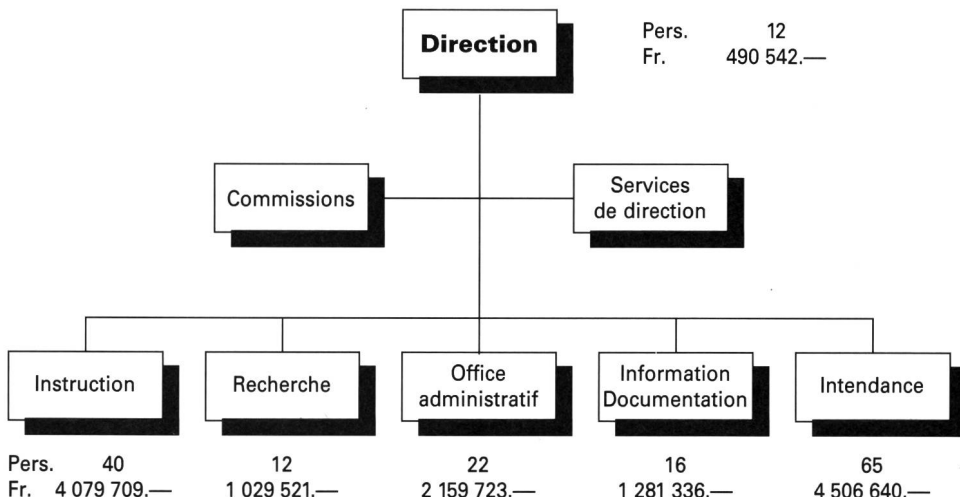 Direction
Pers. 12
Fr. 490 542.—
Commissions
Services
de direction
Instruction
Recherche
Office
administratif
Information
Documentation
Intendance
Pers. 40 12 22 16 65
Fr. 4 079 709.— 1 029 521.— 2 159 723.— 1 281 336.— 4 506 640.—